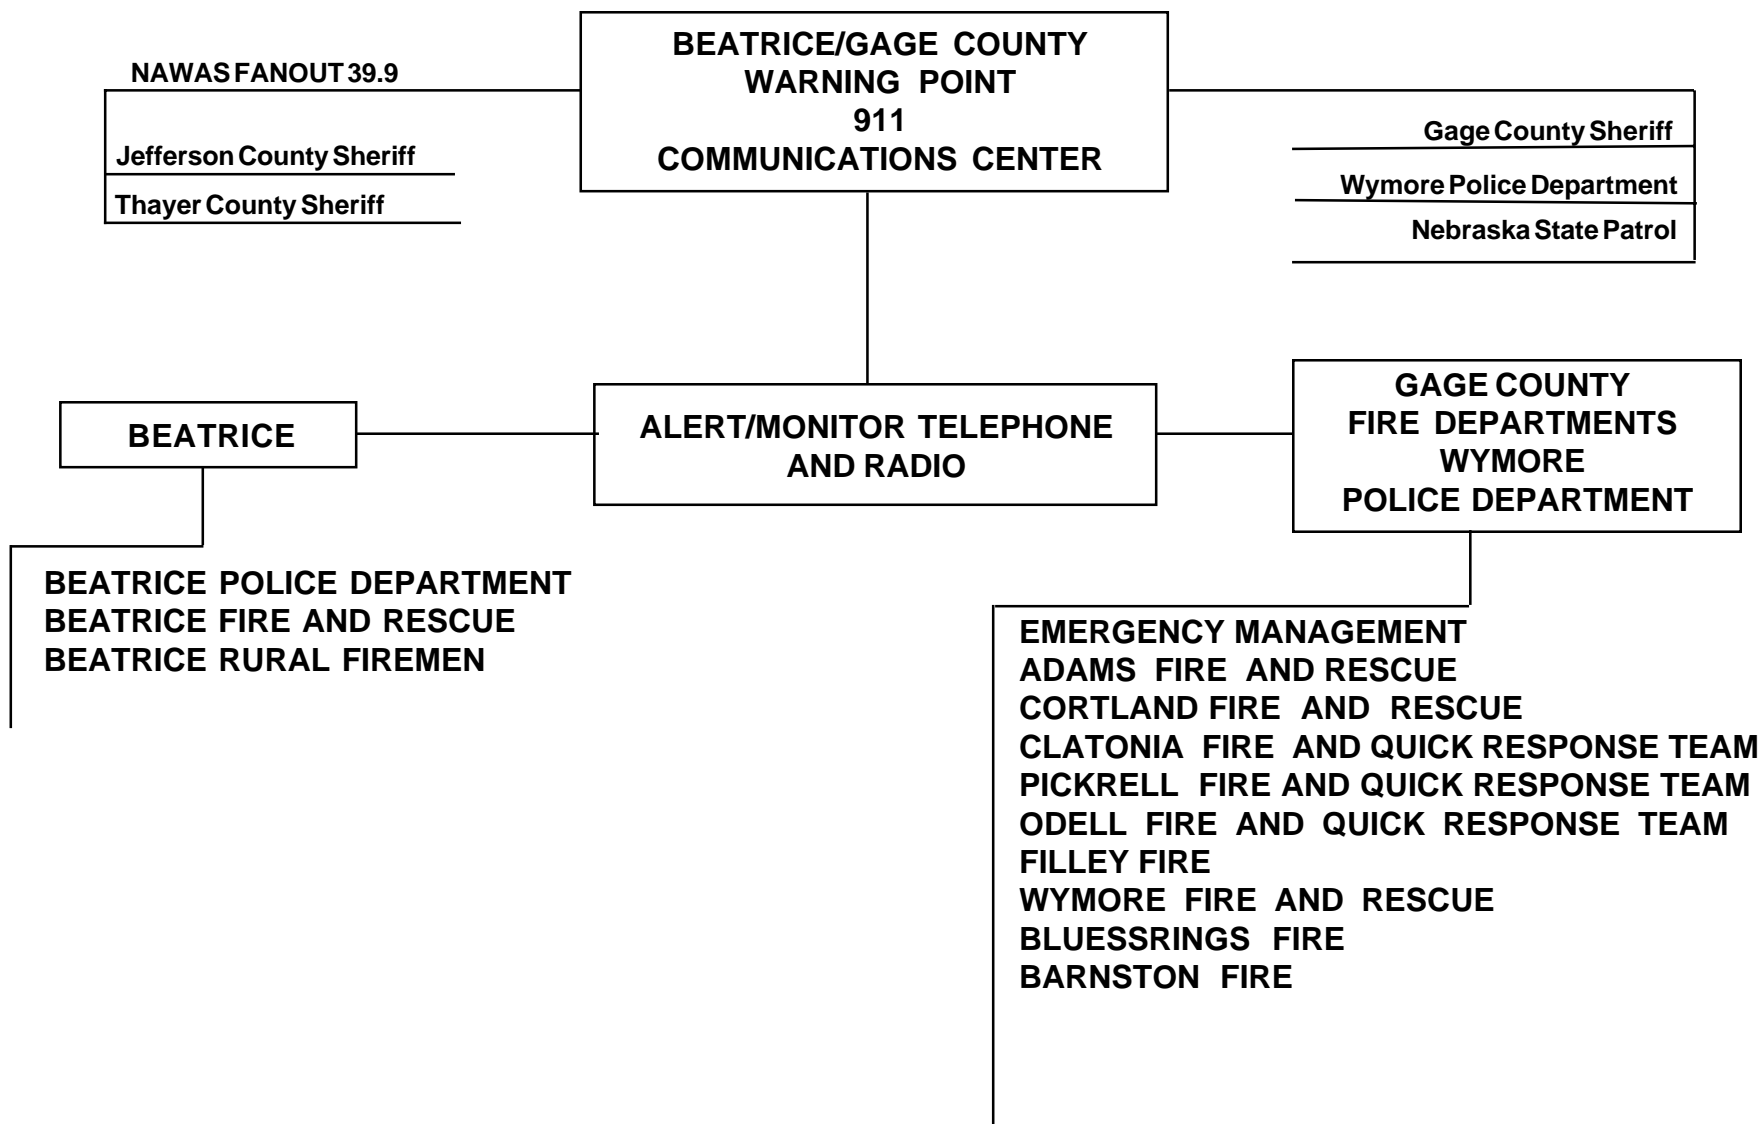 BEATRICE/GAGE COUNTY
WARNING POINT
911
COMMUNICATIONS CENTER
NAWAS FANOUT 39.9
Jefferson County Sheriff
Thayer County Sheriff
Gage County Sheriff
Wymore Police Department
Nebraska State Patrol
BEATRICE
ALERT/MONITOR TELEPHONE
AND RADIO
GAGE COUNTY
FIRE DEPARTMENTS
WYMORE
POLICE DEPARTMENT
BEATRICE POLICE DEPARTMENT
BEATRICE FIRE AND RESCUE
BEATRICE RURAL FIREMEN
EMERGENCY MANAGEMENT
ADAMS FIRE AND RESCUE
CORTLAND FIRE AND RESCUE
CLATONIA FIRE AND QUICK RESPONSE TEAM
PICKRELL FIRE AND QUICK RESPONSE TEAM
ODELL FIRE AND QUICK RESPONSE TEAM
FILLEY FIRE
WYMORE FIRE AND RESCUE
BLUESSRINGS FIRE
BARNSTON FIRE